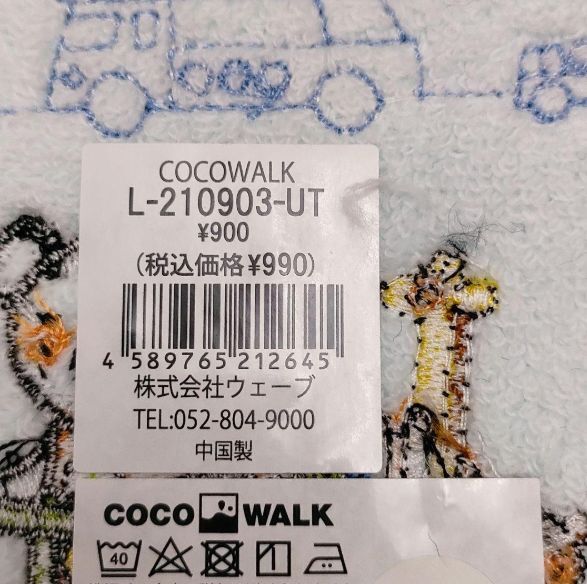 COCOWALK
L-210903-UT
¥900
(税込価格¥990)
4 589765 212645
株式会社ウェーブ
TEL:052-804-9000
中国製
COCO WALK
40